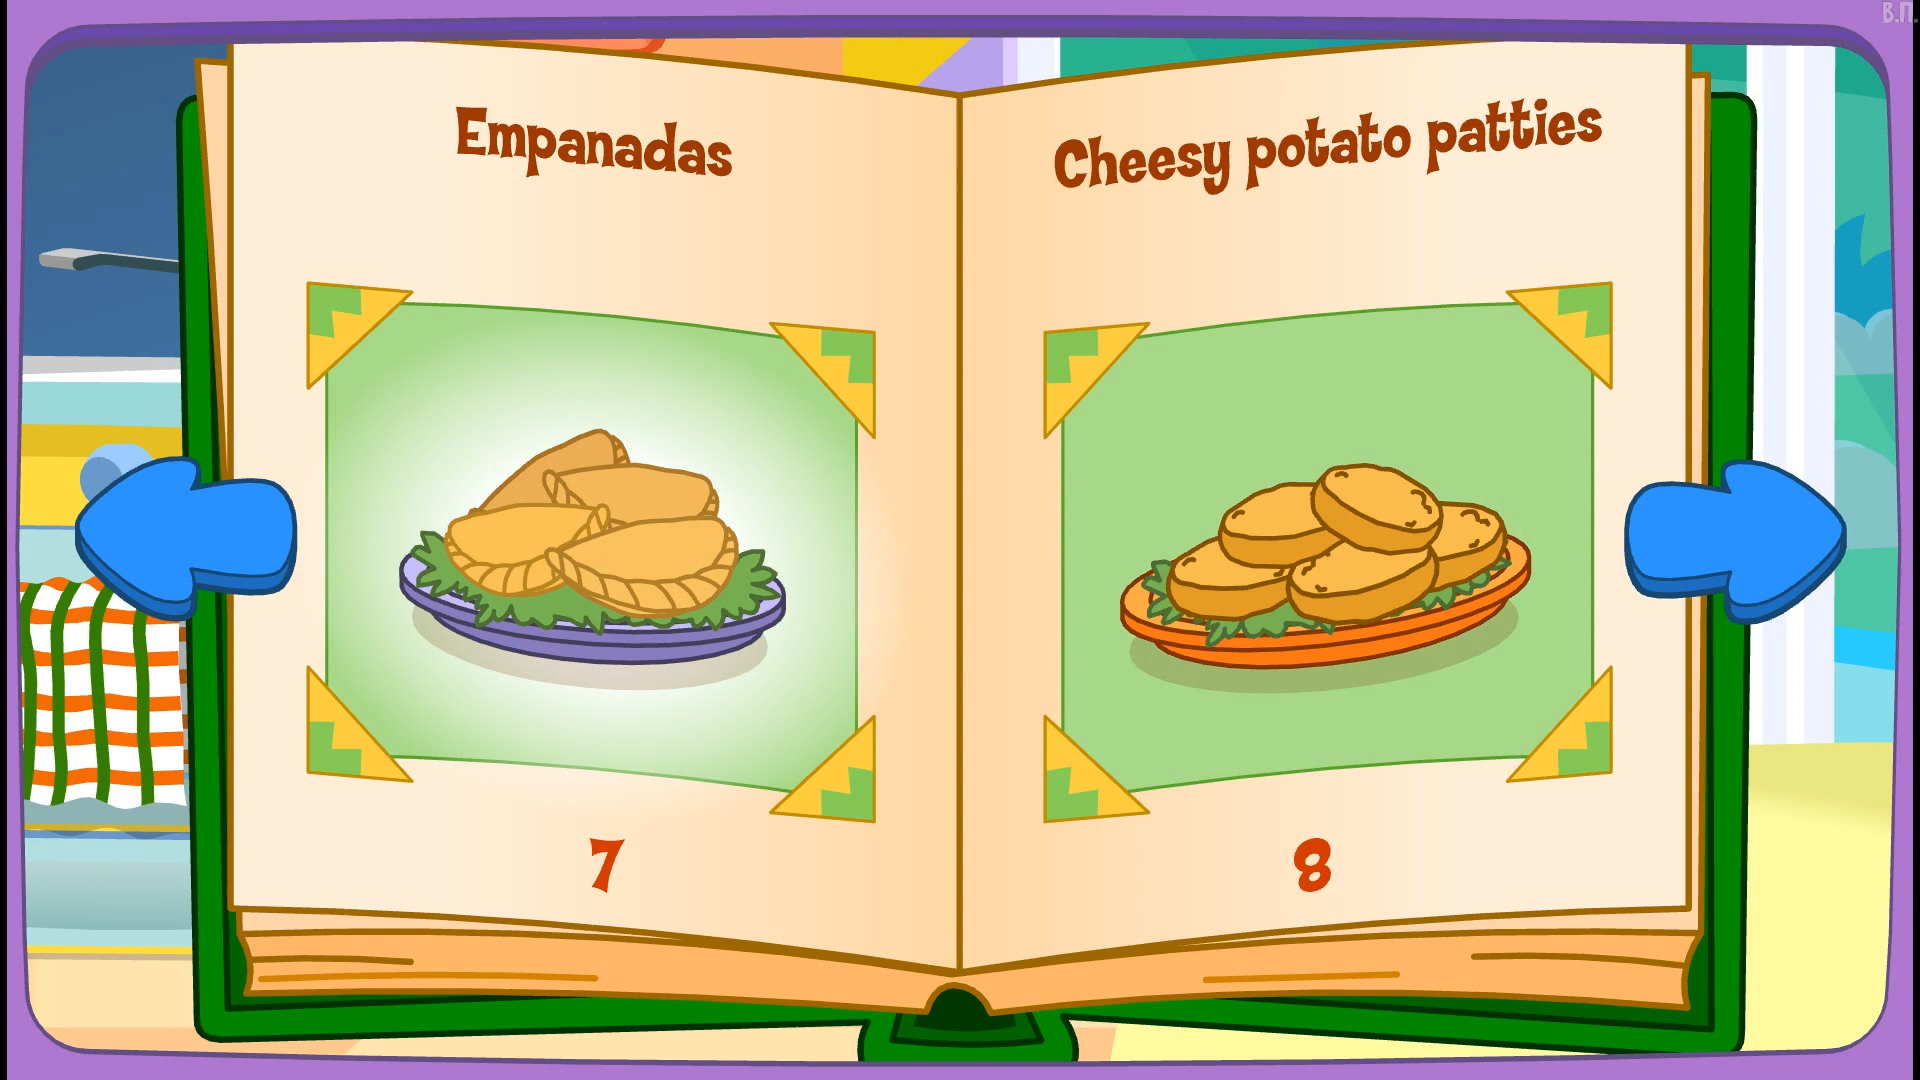 В.П.
Empanadas
Cheesy potato patties
7
8